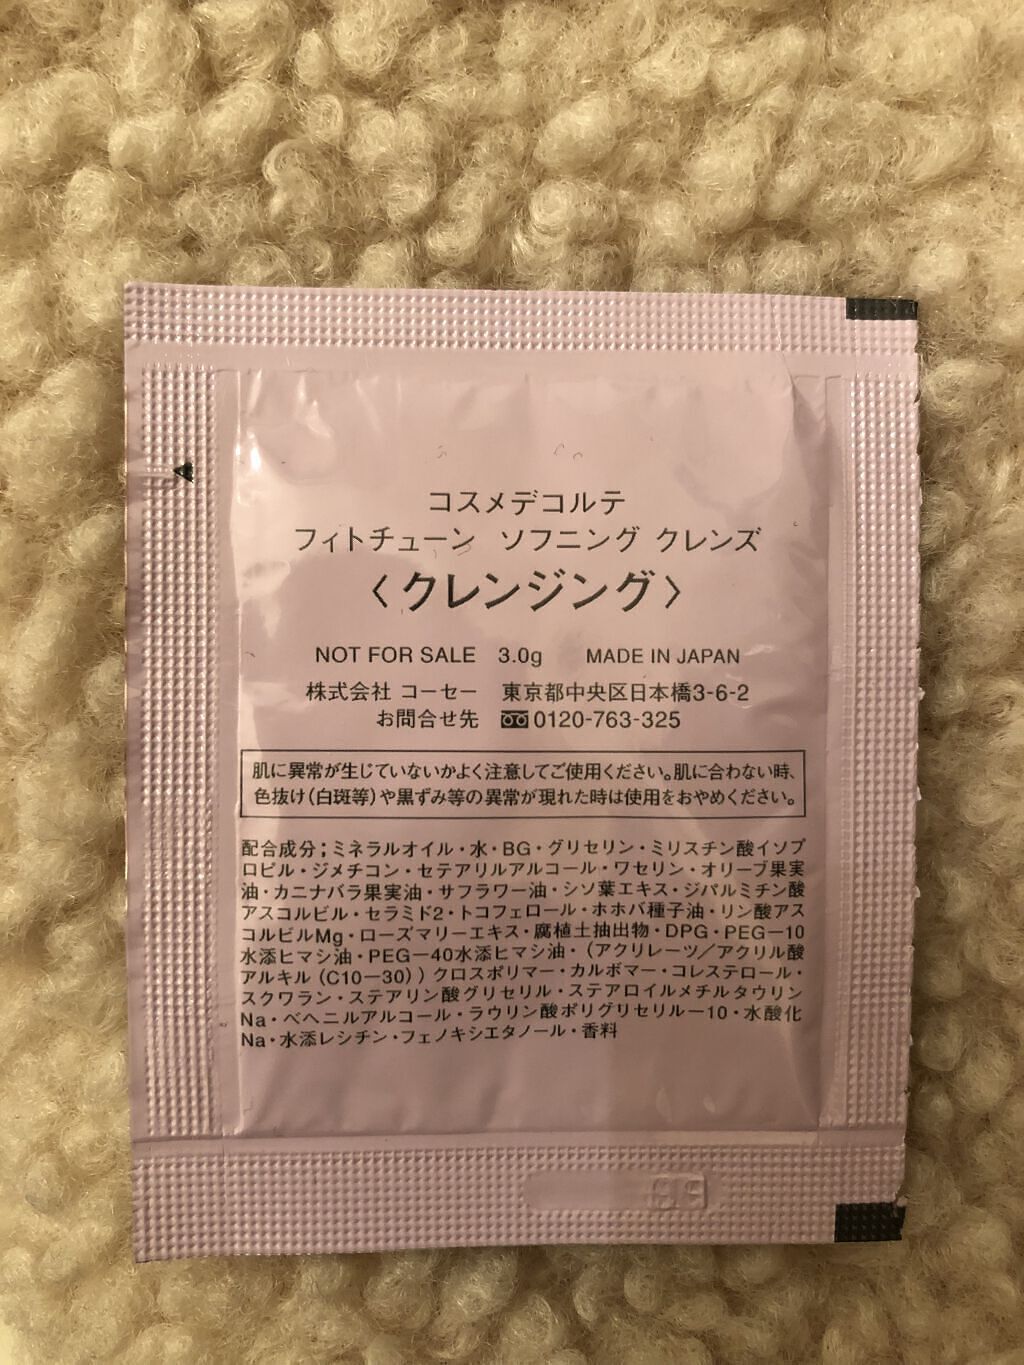 コスメデコルテ
フィトチューン ソフニング クレンズ
〈クレンジング〉
NOT FOR SALE 3.0g MADE IN JAPAN
株式会社 コーセー 東京都中央区日本橋3-6-2
お問合せ先 0120-763-325
肌に異常が生じていないかよく注意してご使用ください。肌に合わない時、
色抜け(白斑等)や黒ずみ等の異常が現れた時は使用をおやめください。
配合成分；ミネラルオイル・水・BG・グリセリン・ミリスチン酸イソプ
ロピル・ジメチコン・セテアリルアルコール・ワセリン・オリーブ果実
油・カニナバラ果実油・サフラワー油・シソ葉エキス・ジパルミチン酸
アスコルビル・セラミド2・トコフェロール・ホホバ種子油・リン酸アス
コルビルMg・ローズマリーエキス・腐植土抽出物・DPG・PEG－10
水添ヒマシ油・PEG－40水添ヒマシ油・（アクリレーツ／アクリル酸
アルキル（C10－30））クロスポリマー・カルボマー・コレステロール・
スクワラン・ステアリン酸グリセリル・ステアロイルメチルタウリン
Na・ベヘニルアルコール・ラウリン酸ポリグリセリル－10・水酸化
Na・水添レシチン・フェノキシエタノール・香料